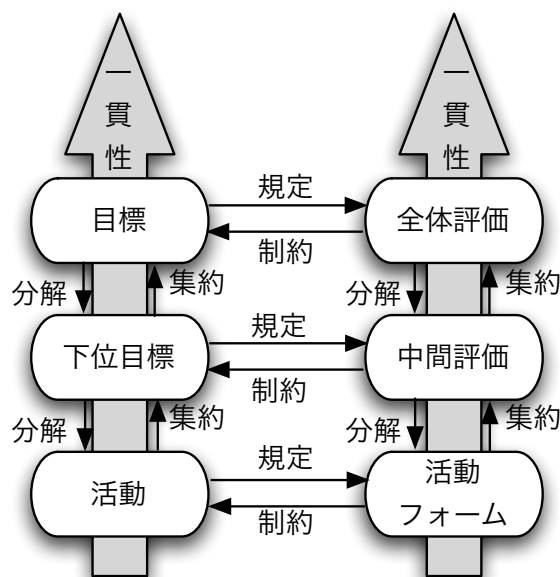 一貫性
一貫性
目標
規定
全体評価
制約
分解
集約
分解
集約
下位目標
規定
中間評価
制約
分解
集約
分解
集約
活動
規定
活動
フォーム
制約